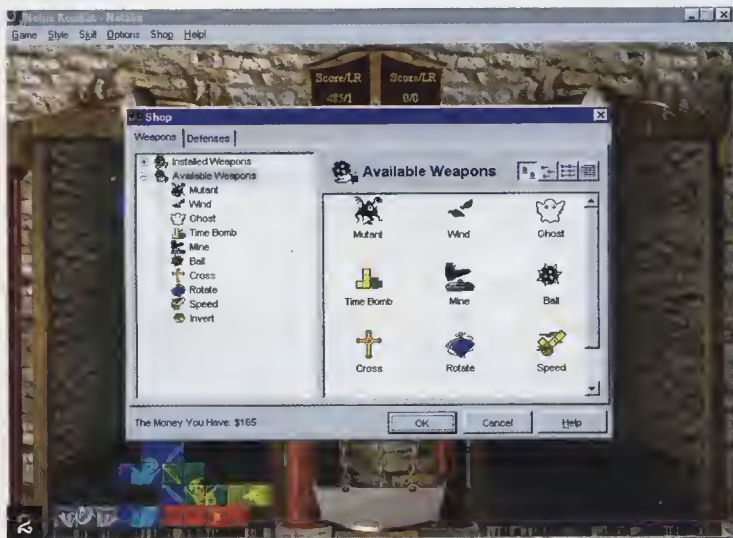 Game Style Skill Options Shop Help!
Score/LR Score/LR
485/1 0/0
Shop
Weapons Defenses
Installed Weapons
Available Weapons
Mutant
Wind
Ghost
Time Bomb
Mine
Ball
Cross
Rotate
Speed
Invert
Available Weapons
Mutant Wind Ghost
Time Bomb Mine Ball
Cross Rotate Speed
The Money You Have: $165
OK Cancel Help